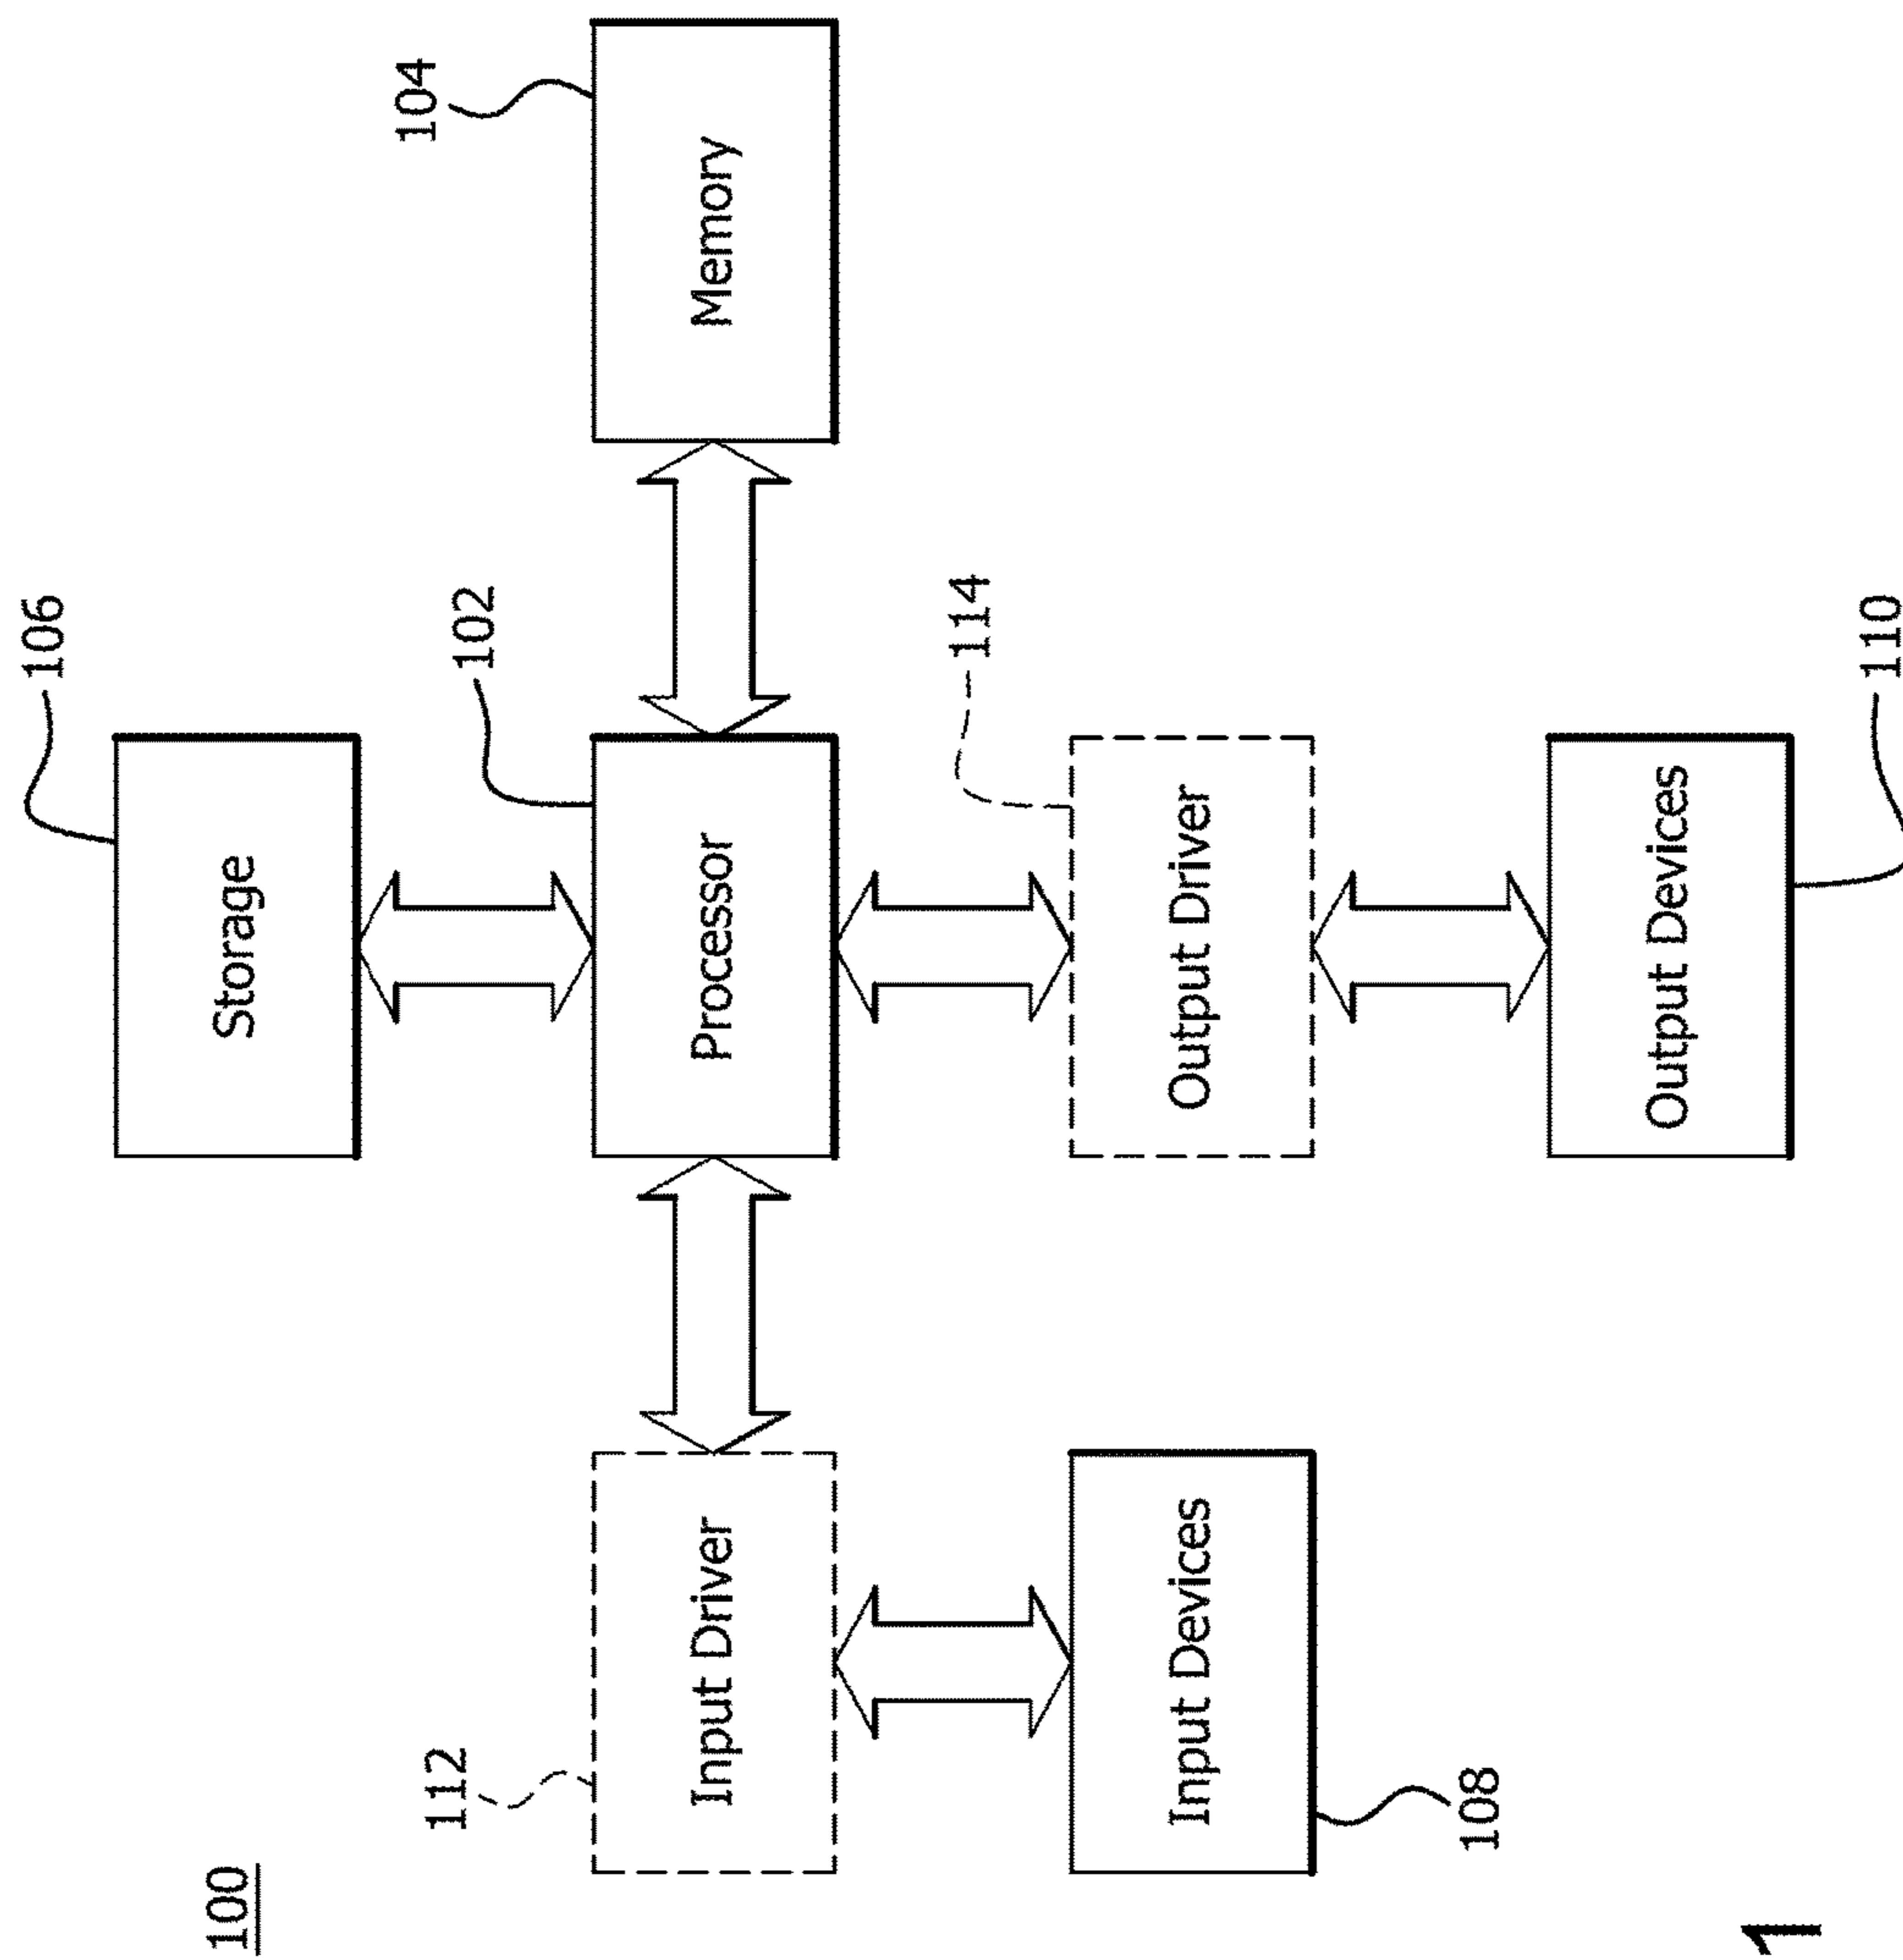 100
106
Storage
112
102
104
Input Driver
Processor
Memory
114
Input Devices
Output Driver
108
Output Devices
110
1